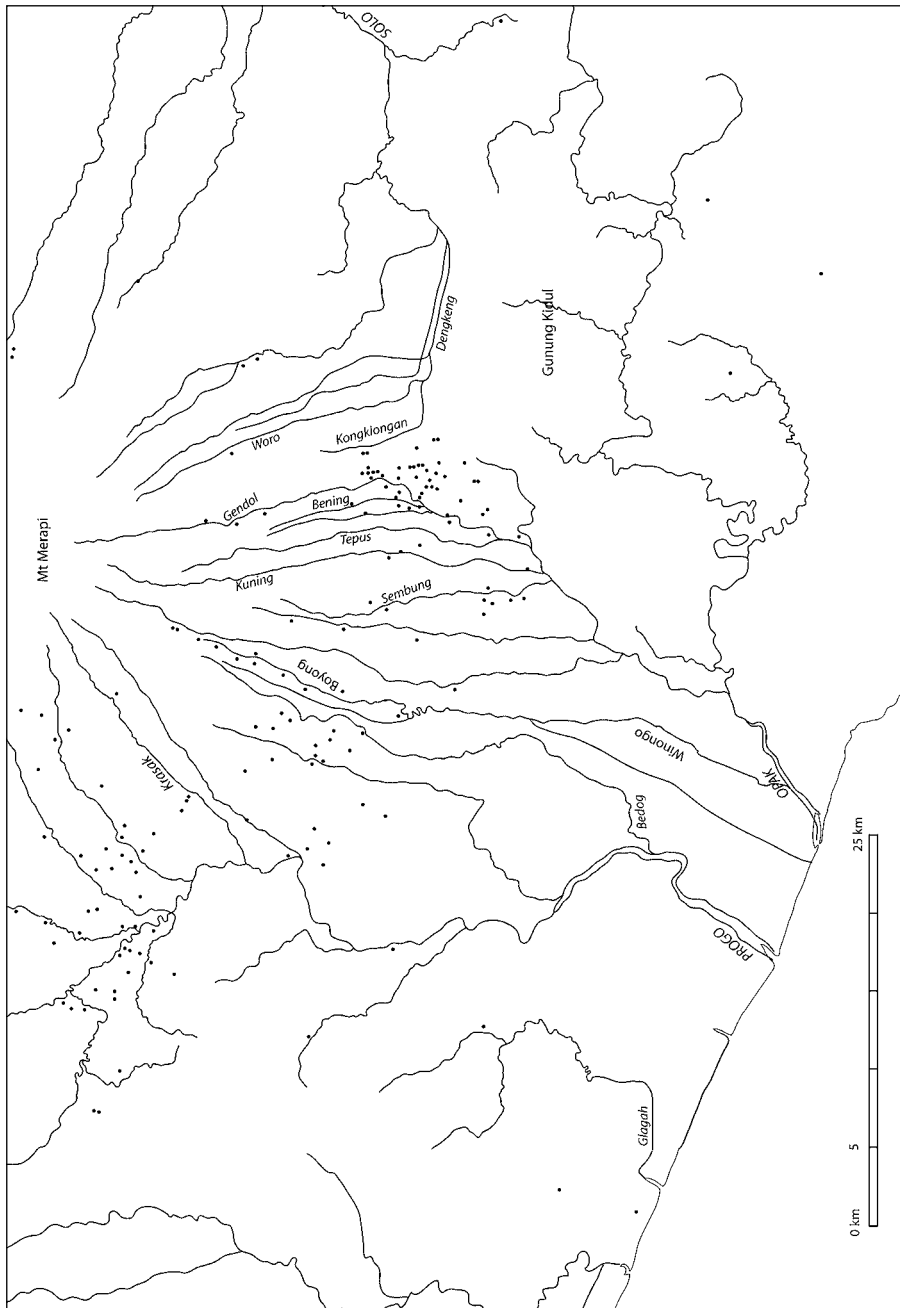 SOLO
Mt Merapi
Gendol
Woro
Kongkiongan
Dengkeng
Gunung Kidul
Bening
Tepus
Kuning
Sembung
Boyong
Krasak
Winongo
OPAK
Bedog
PROGO
Glagah
0 km
5
25 km